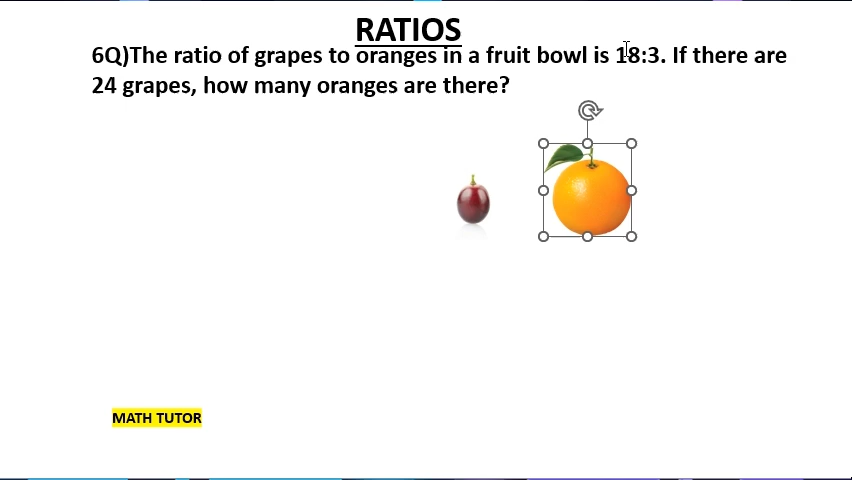 RATIOS
6Q)The ratio of grapes to oranges in a fruit bowl is 18:3. If there are
24 grapes, how many oranges are there?
MATH TUTOR